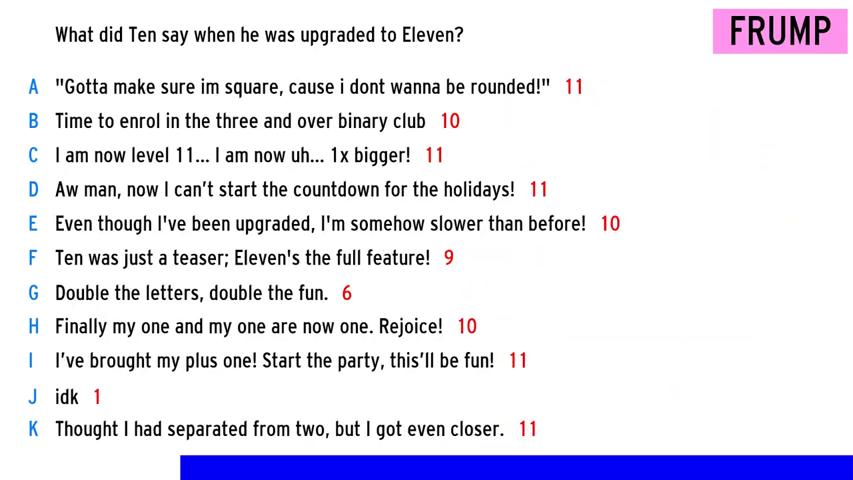 What did Ten say when he was upgraded to Eleven?
FRUMP
A "Gotta make sure im square, cause i dont wanna be rounded!" 11
B Time to enrol in the three and over binary club 10
C I am now level 11... I am now uh... 1x bigger! 11
D Aw man, now I can't start the countdown for the holidays! 11
E Even though I've been upgraded, I'm somehow slower than before! 10
F Ten was just a teaser; Eleven's the full feature! 9
G Double the letters, double the fun. 6
H Finally my one and my one are now one. Rejoice! 10
I I've brought my plus one! Start the party, this'll be fun! 11
J idk 1
K Thought I had separated from two, but I got even closer. 11